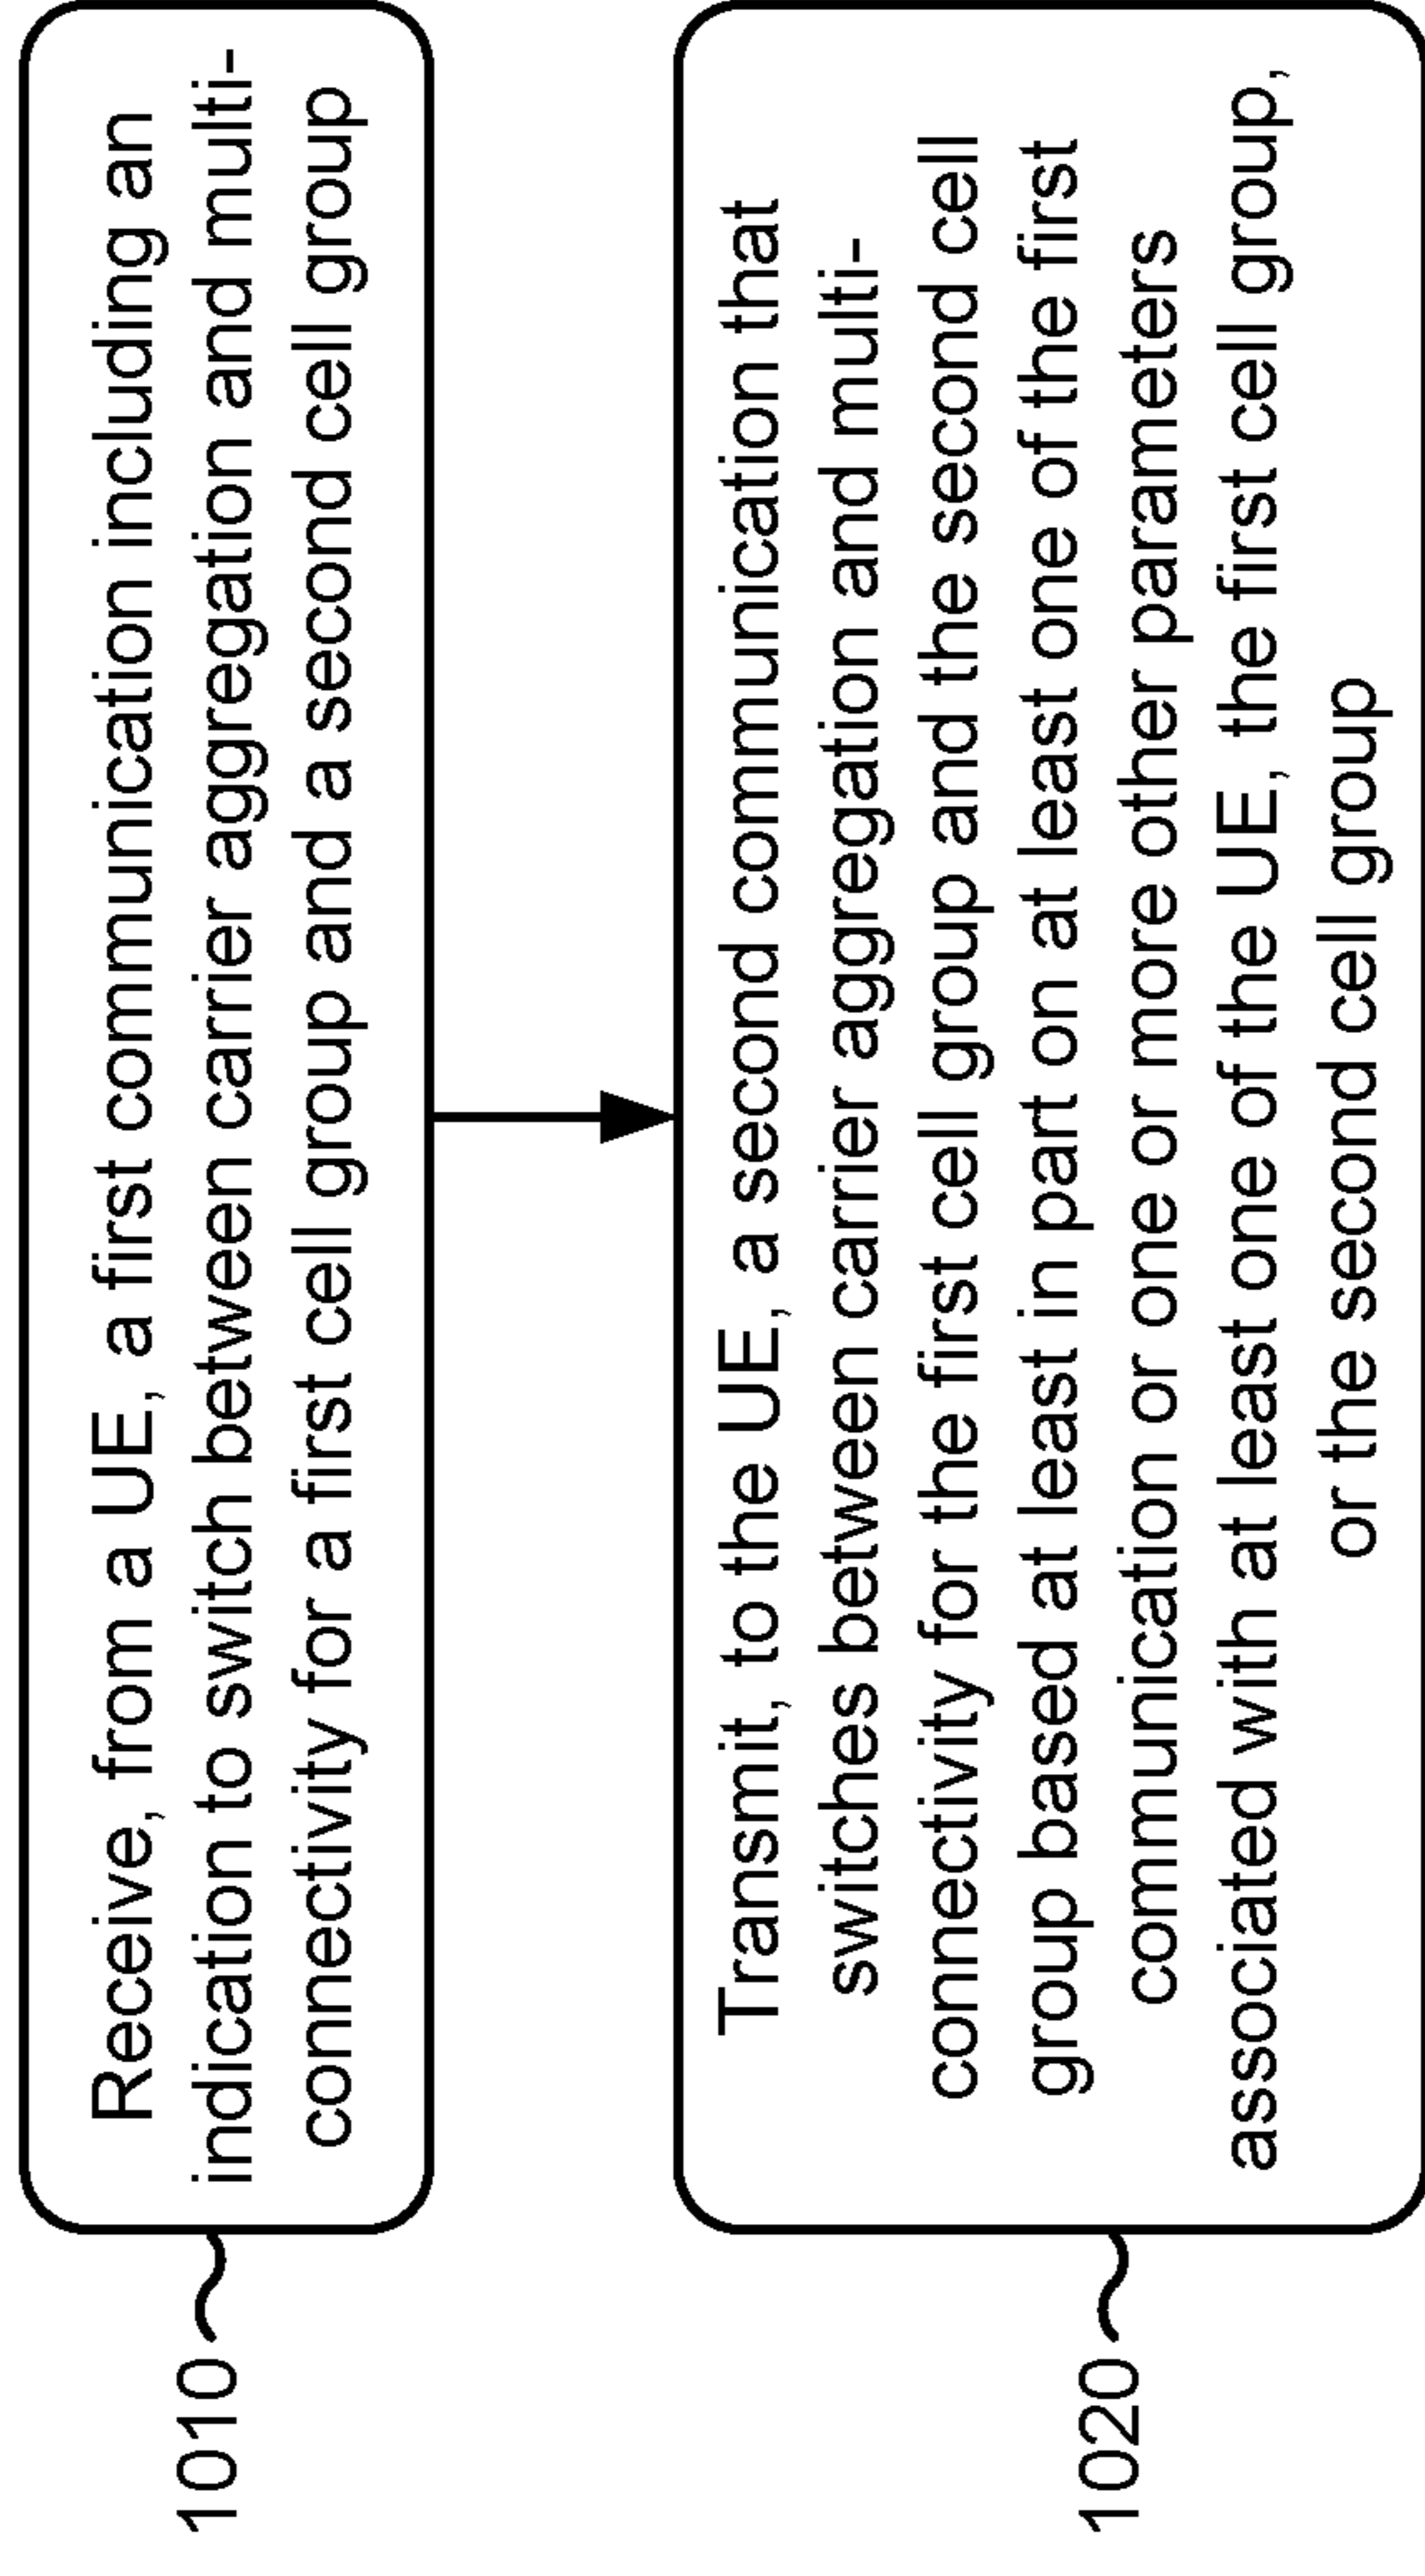 1010
Receive, from a UE, a first communication including an
indication to switch between carrier aggregation and multi-
connectivity for a first cell group and a second cell group
1020
Transmit, to the UE, a second communication that
switches between carrier aggregation and multi-
connectivity for the first cell group and the second cell
group based at least in part on at least one of the first
communication or one or more other parameters
associated with at least one of the UE, the first cell group,
or the second cell group